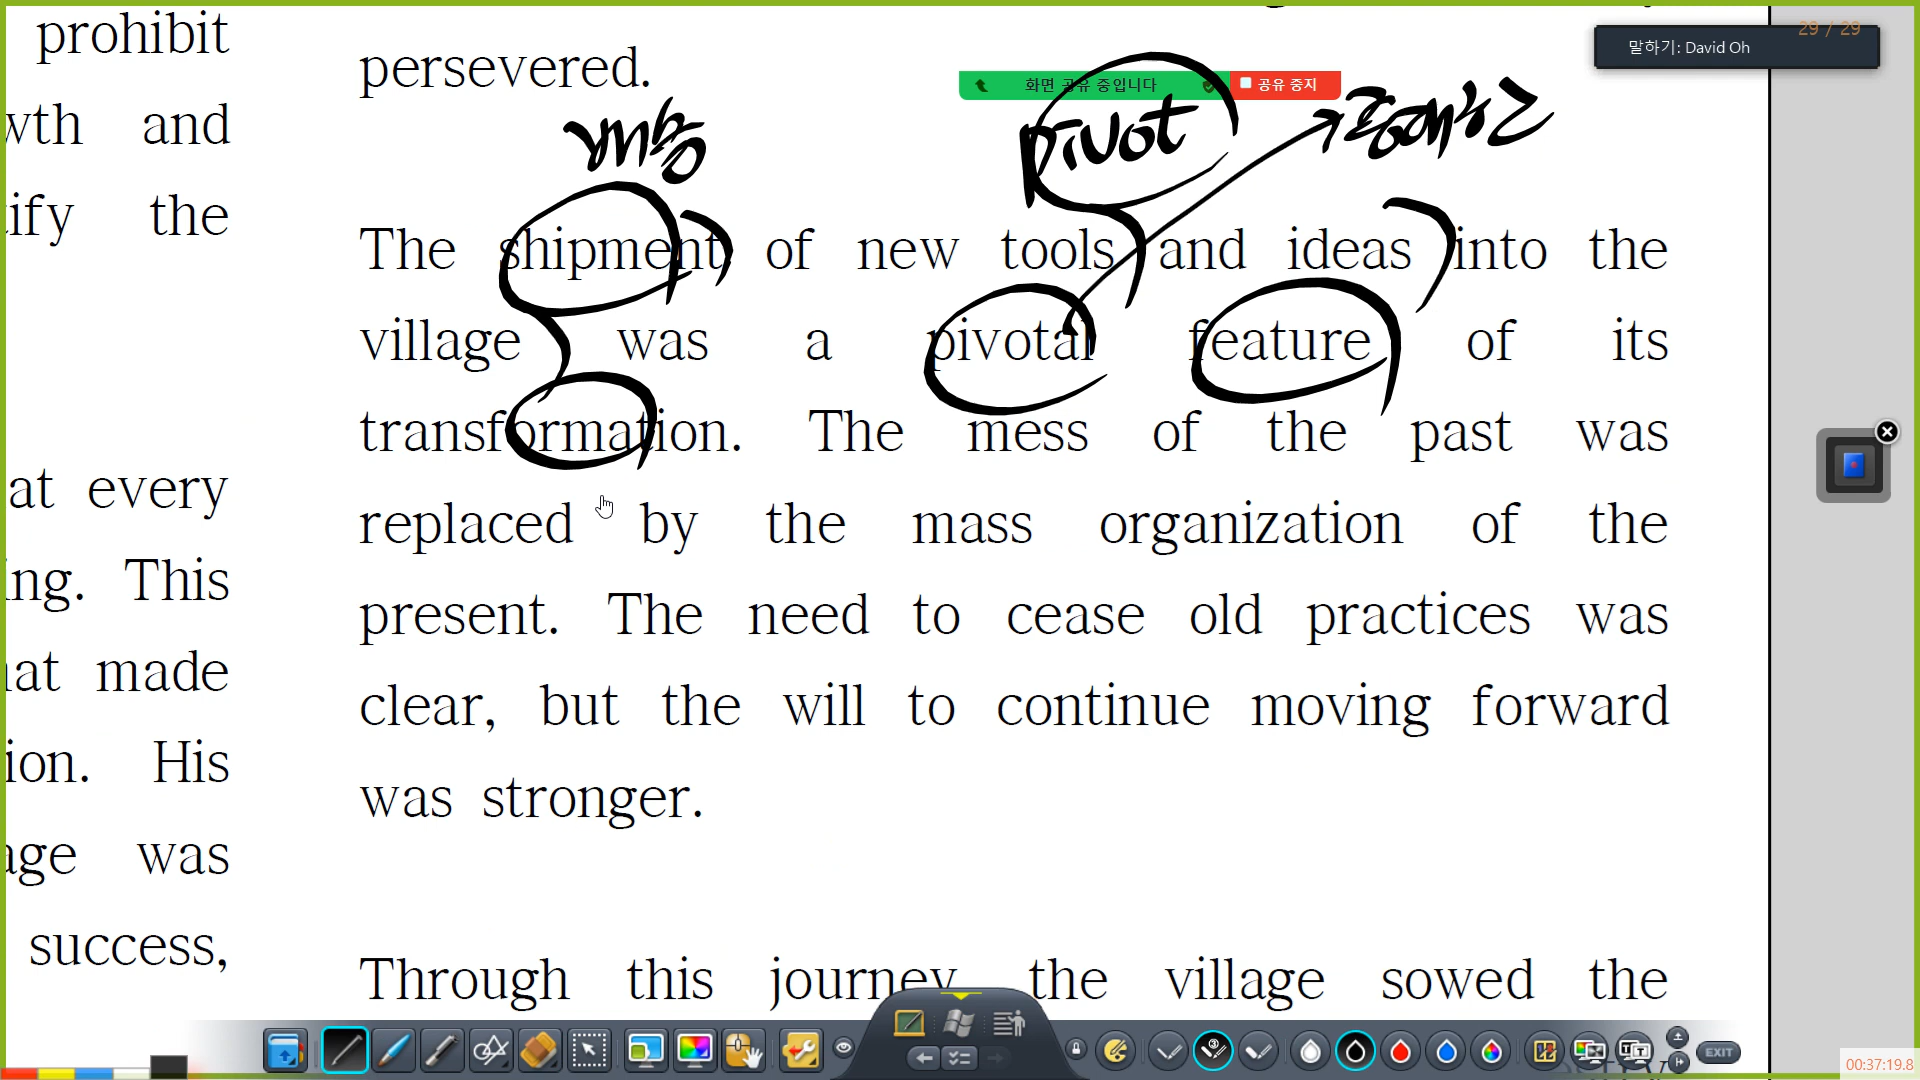 prohibit
wth and
ify the
at every
ing. This
at made
ion. His
age was
success,
persevered.
배송
pivot
중대한
The shipment of new tools and ideas into the
village was a pivotal feature of its
transformation. The mess of the past was
replaced by the mass organization of the
present. The need to cease old practices was
clear, but the will to continue moving forward
was stronger.
Through this journey, the village sowed the
화면 공유 중입니다
공유 중지
29 / 29
말하기: David Oh
EXIT
00:37:19.8